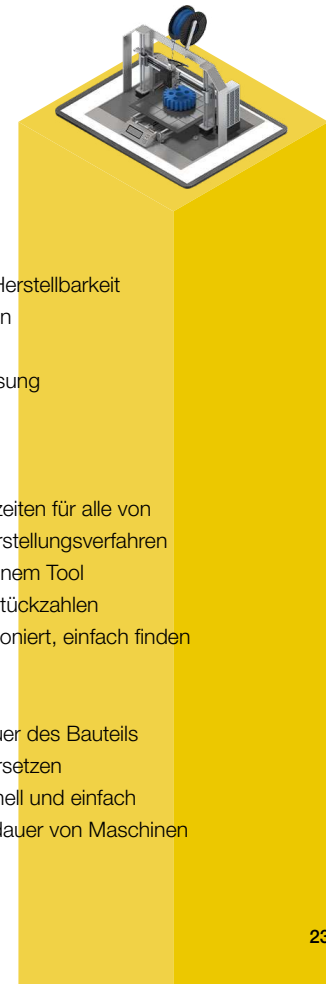 Herstellbarkeit
n
sung
zeiten für alle von
rstellungsverfahren
nem Tool
tückzahlen
oniert, einfach finden
uer des Bauteils
rsetzen
nell und einfach
dauer von Maschinen
23